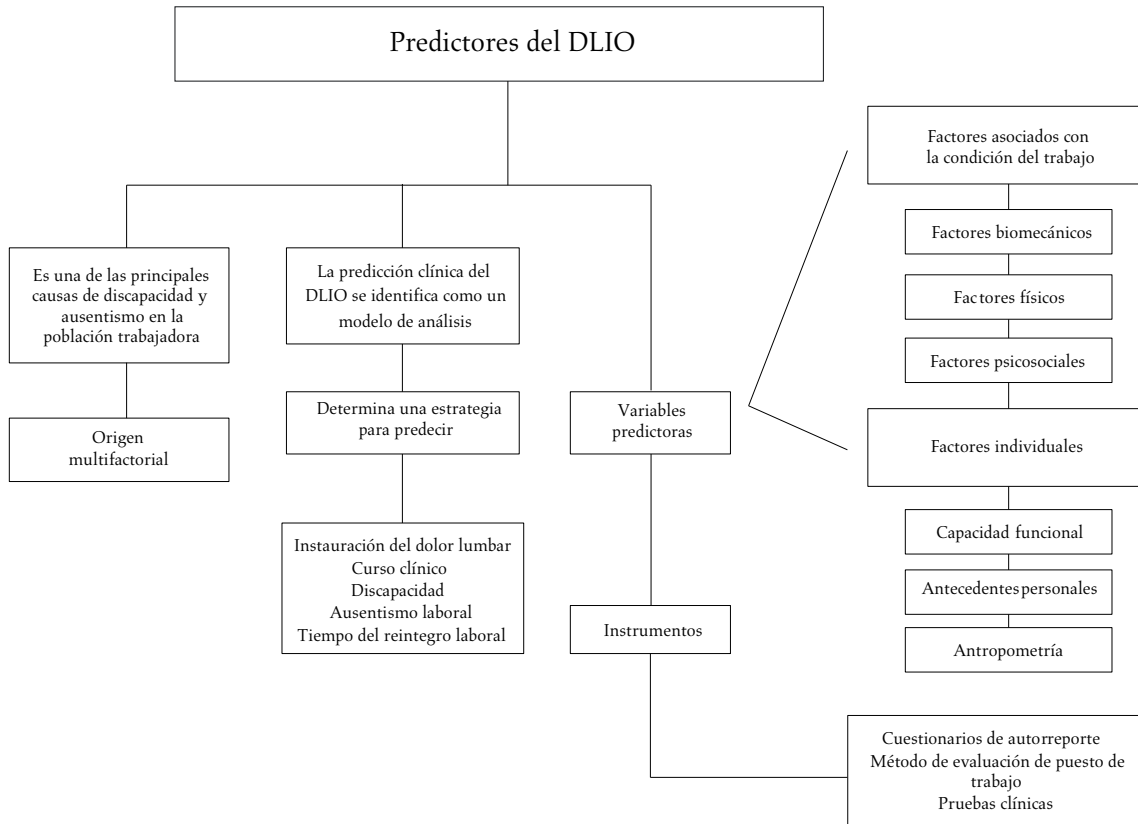 Predictores del DLIO
Factores asociados con
la condición del trabajo
Factores biomecánicos
Factores físicos
Factores psicosociales
Factores individuales
Capacidad funcional
Antecedentes personales
Antropometría
Es una de las principales
causas de discapacidad y
ausentismo en la
población trabajadora
Origen
multifactorial
La predicción clínica del
DLIO se identifica como un
modelo de análisis
Determina una estrategia
para predecir
Instauración del dolor lumbar
Curso clínico
Discapacidad
Ausentismo laboral
Tiempo del reintegro laboral
Variables
predictoras
Instrumentos
Cuestionarios de autorreporte
Método de evaluación de puesto de
trabajo
Pruebas clínicas